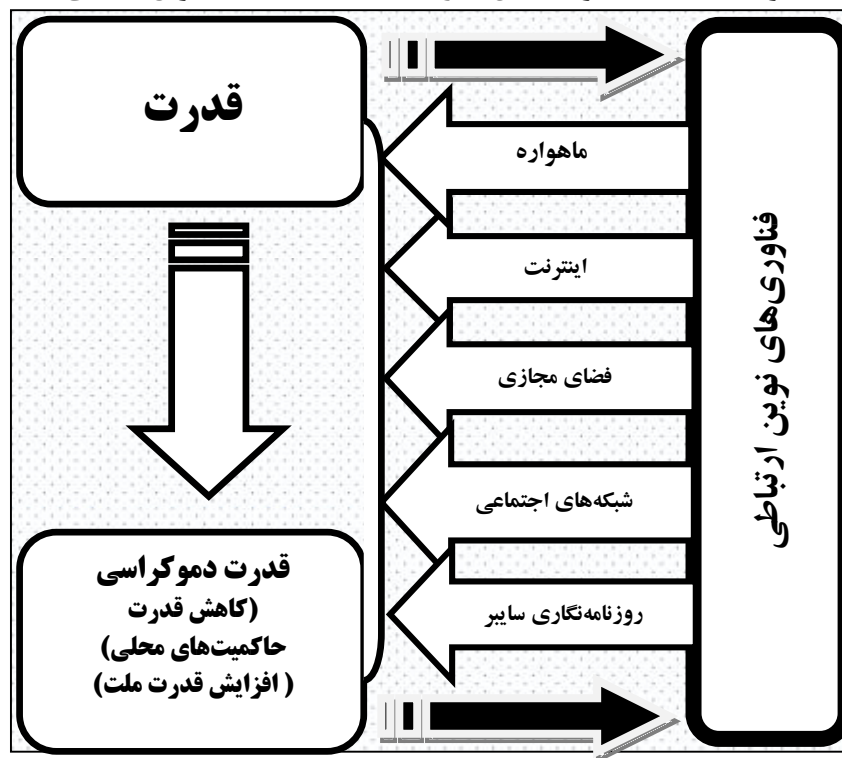 قدرت
ماهواره
اینترنت
فضای مجازی
شبکه‌های اجتماعی
روزنامه‌نگاری سایبر
فناوری‌های نوین ارتباطی
قدرت دموکراسی
(کاهش قدرت
حاکمیت‌های محلی)
( افزایش قدرت ملت)